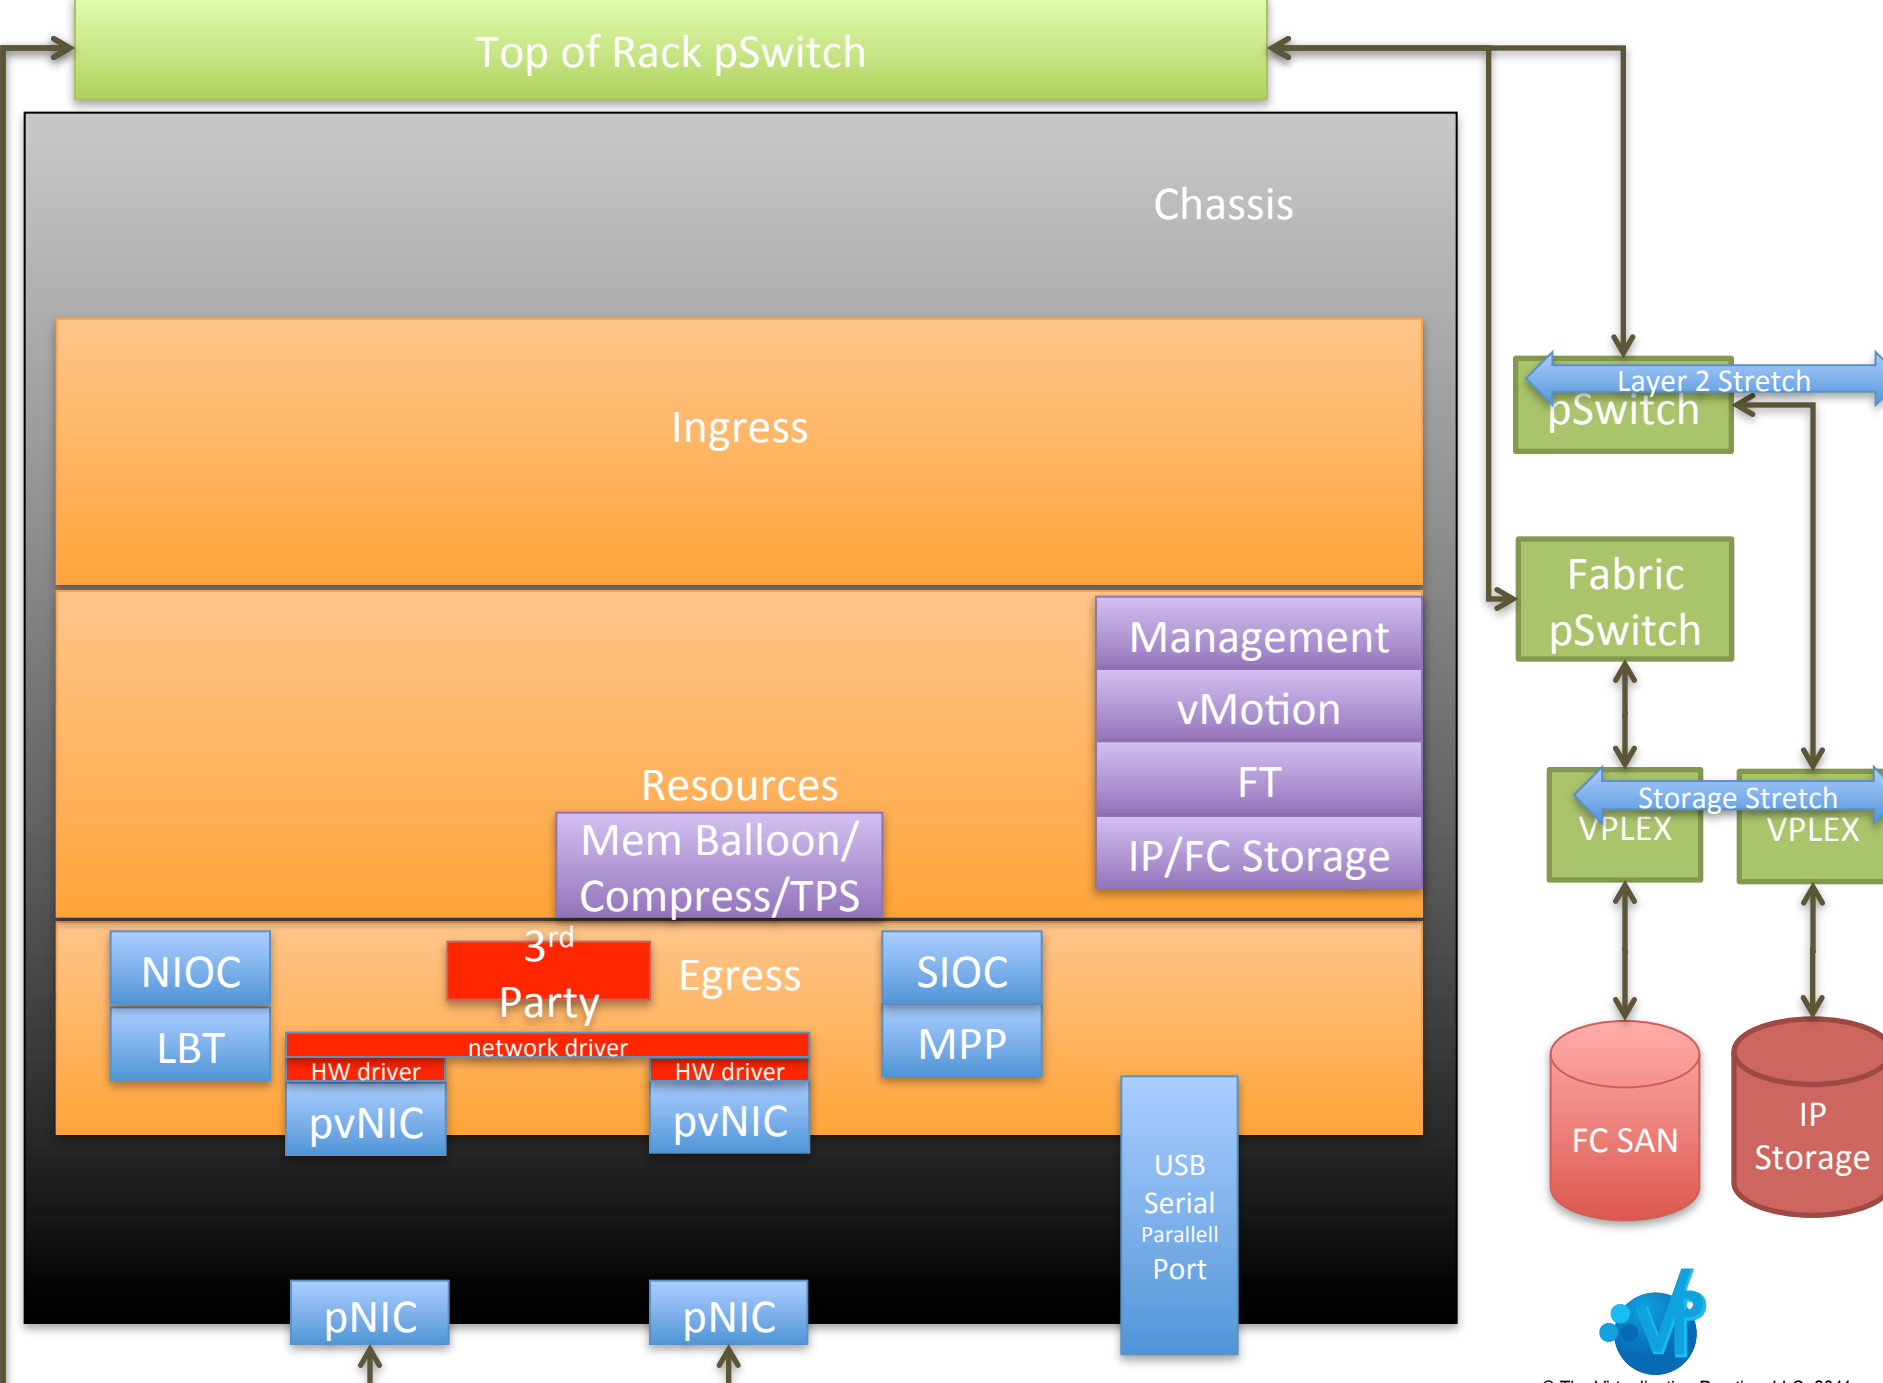 Top of Rack pSwitch
Chassis
Ingress
Layer 2 Stretch
pSwitch
Fabric
pSwitch
Management
vMotion
FT
IP/FC Storage
Resources
Mem Balloon/
Compress/TPS
Storage Stretch
VPLEX
VPLEX
NIOC
LBT
3rd
Party
Egress
SIOC
MPP
network driver
HW driver
HW driver
pvNIC
pvNIC
USB
Serial
Parallell
Port
FC SAN
IP
Storage
pNIC
pNIC
VP